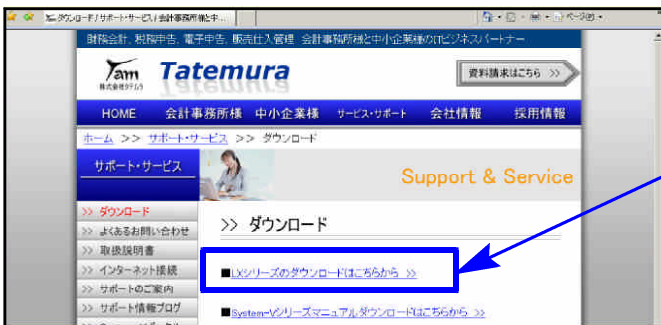 ダウンロード/サポート・サービス/会計事務所様と中...
ページ(P)
財務会計、税務申告、電子申告、販売仕入管理 会計事務所様と中小企業様のITビジネスパートナー
Tam
株式会社タテムラ
Tatemura
資料請求はこちら >>
HOME 会計事務所様 中小企業様 サービス・サポート 会社情報 採用情報
ホーム >> サポート・サービス >> ダウンロード
サポート・サービス
Support & Service
>> ダウンロード
>> よくあるお問い合わせ
>> 取扱説明書
>> インターネット接続
>> サポートのご案内
>> サポート情報ブログ
>> ダウンロード
■LXシリーズのダウンロードはこちらから >>
■System-Vシリーズマニュアルダウンロードはこちらから >>